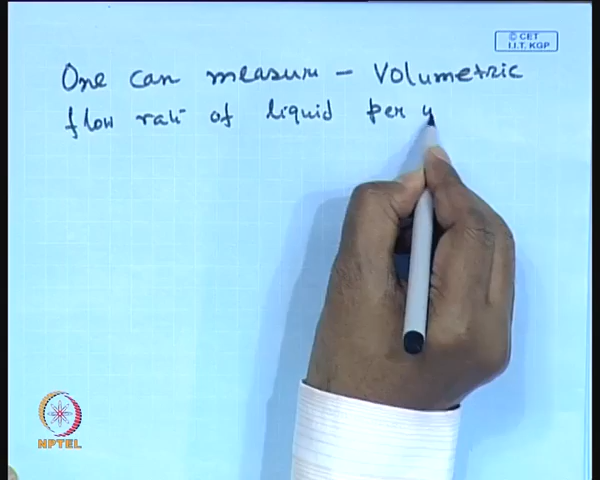 © CET
I.I.T. KGP
One can measure - Volumetric
flow rate of liquid per
NPTEL